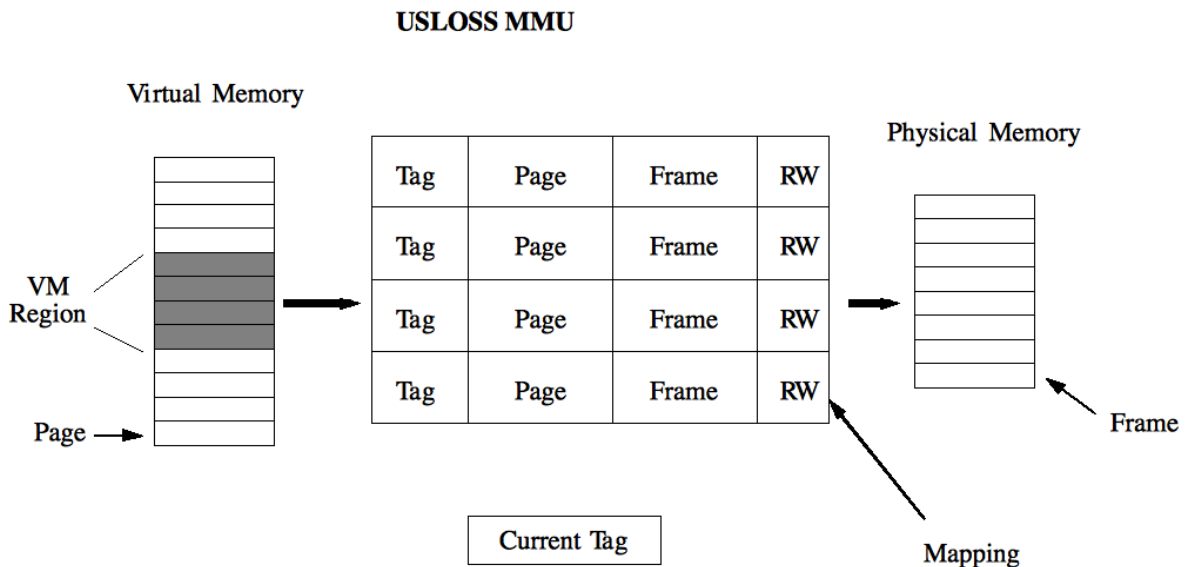 USLOSS MMU
Virtual Memory
Physical Memory
Tag Page Frame RW
Tag Page Frame RW
VM
Region
Tag Page Frame RW
Tag Page Frame RW
Page
Frame
Current Tag
Mapping